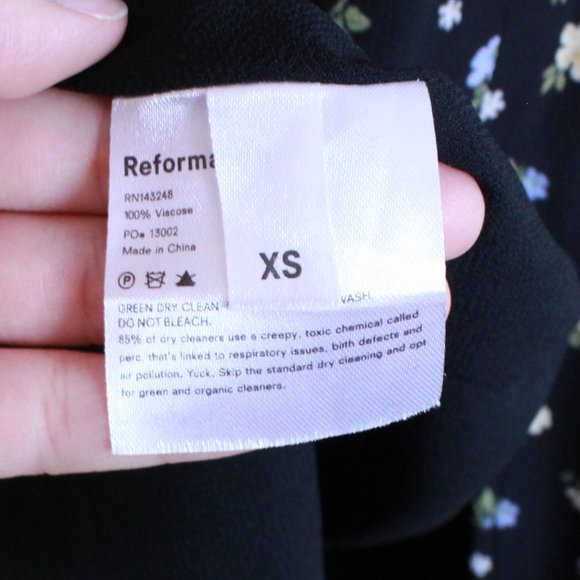 Reforma
RN143248
100% Viscose
PO# 13002
Made in China
XS
P
GREEN DRY CLEAN WASH.
DO NOT BLEACH.
85% of dry cleaners use a creepy, toxic chemical called
perc, that's linked to respiratory issues, birth defects and
air pollution. Yuck. Skip the standard dry cleaning and opt
for green and organic cleaners.